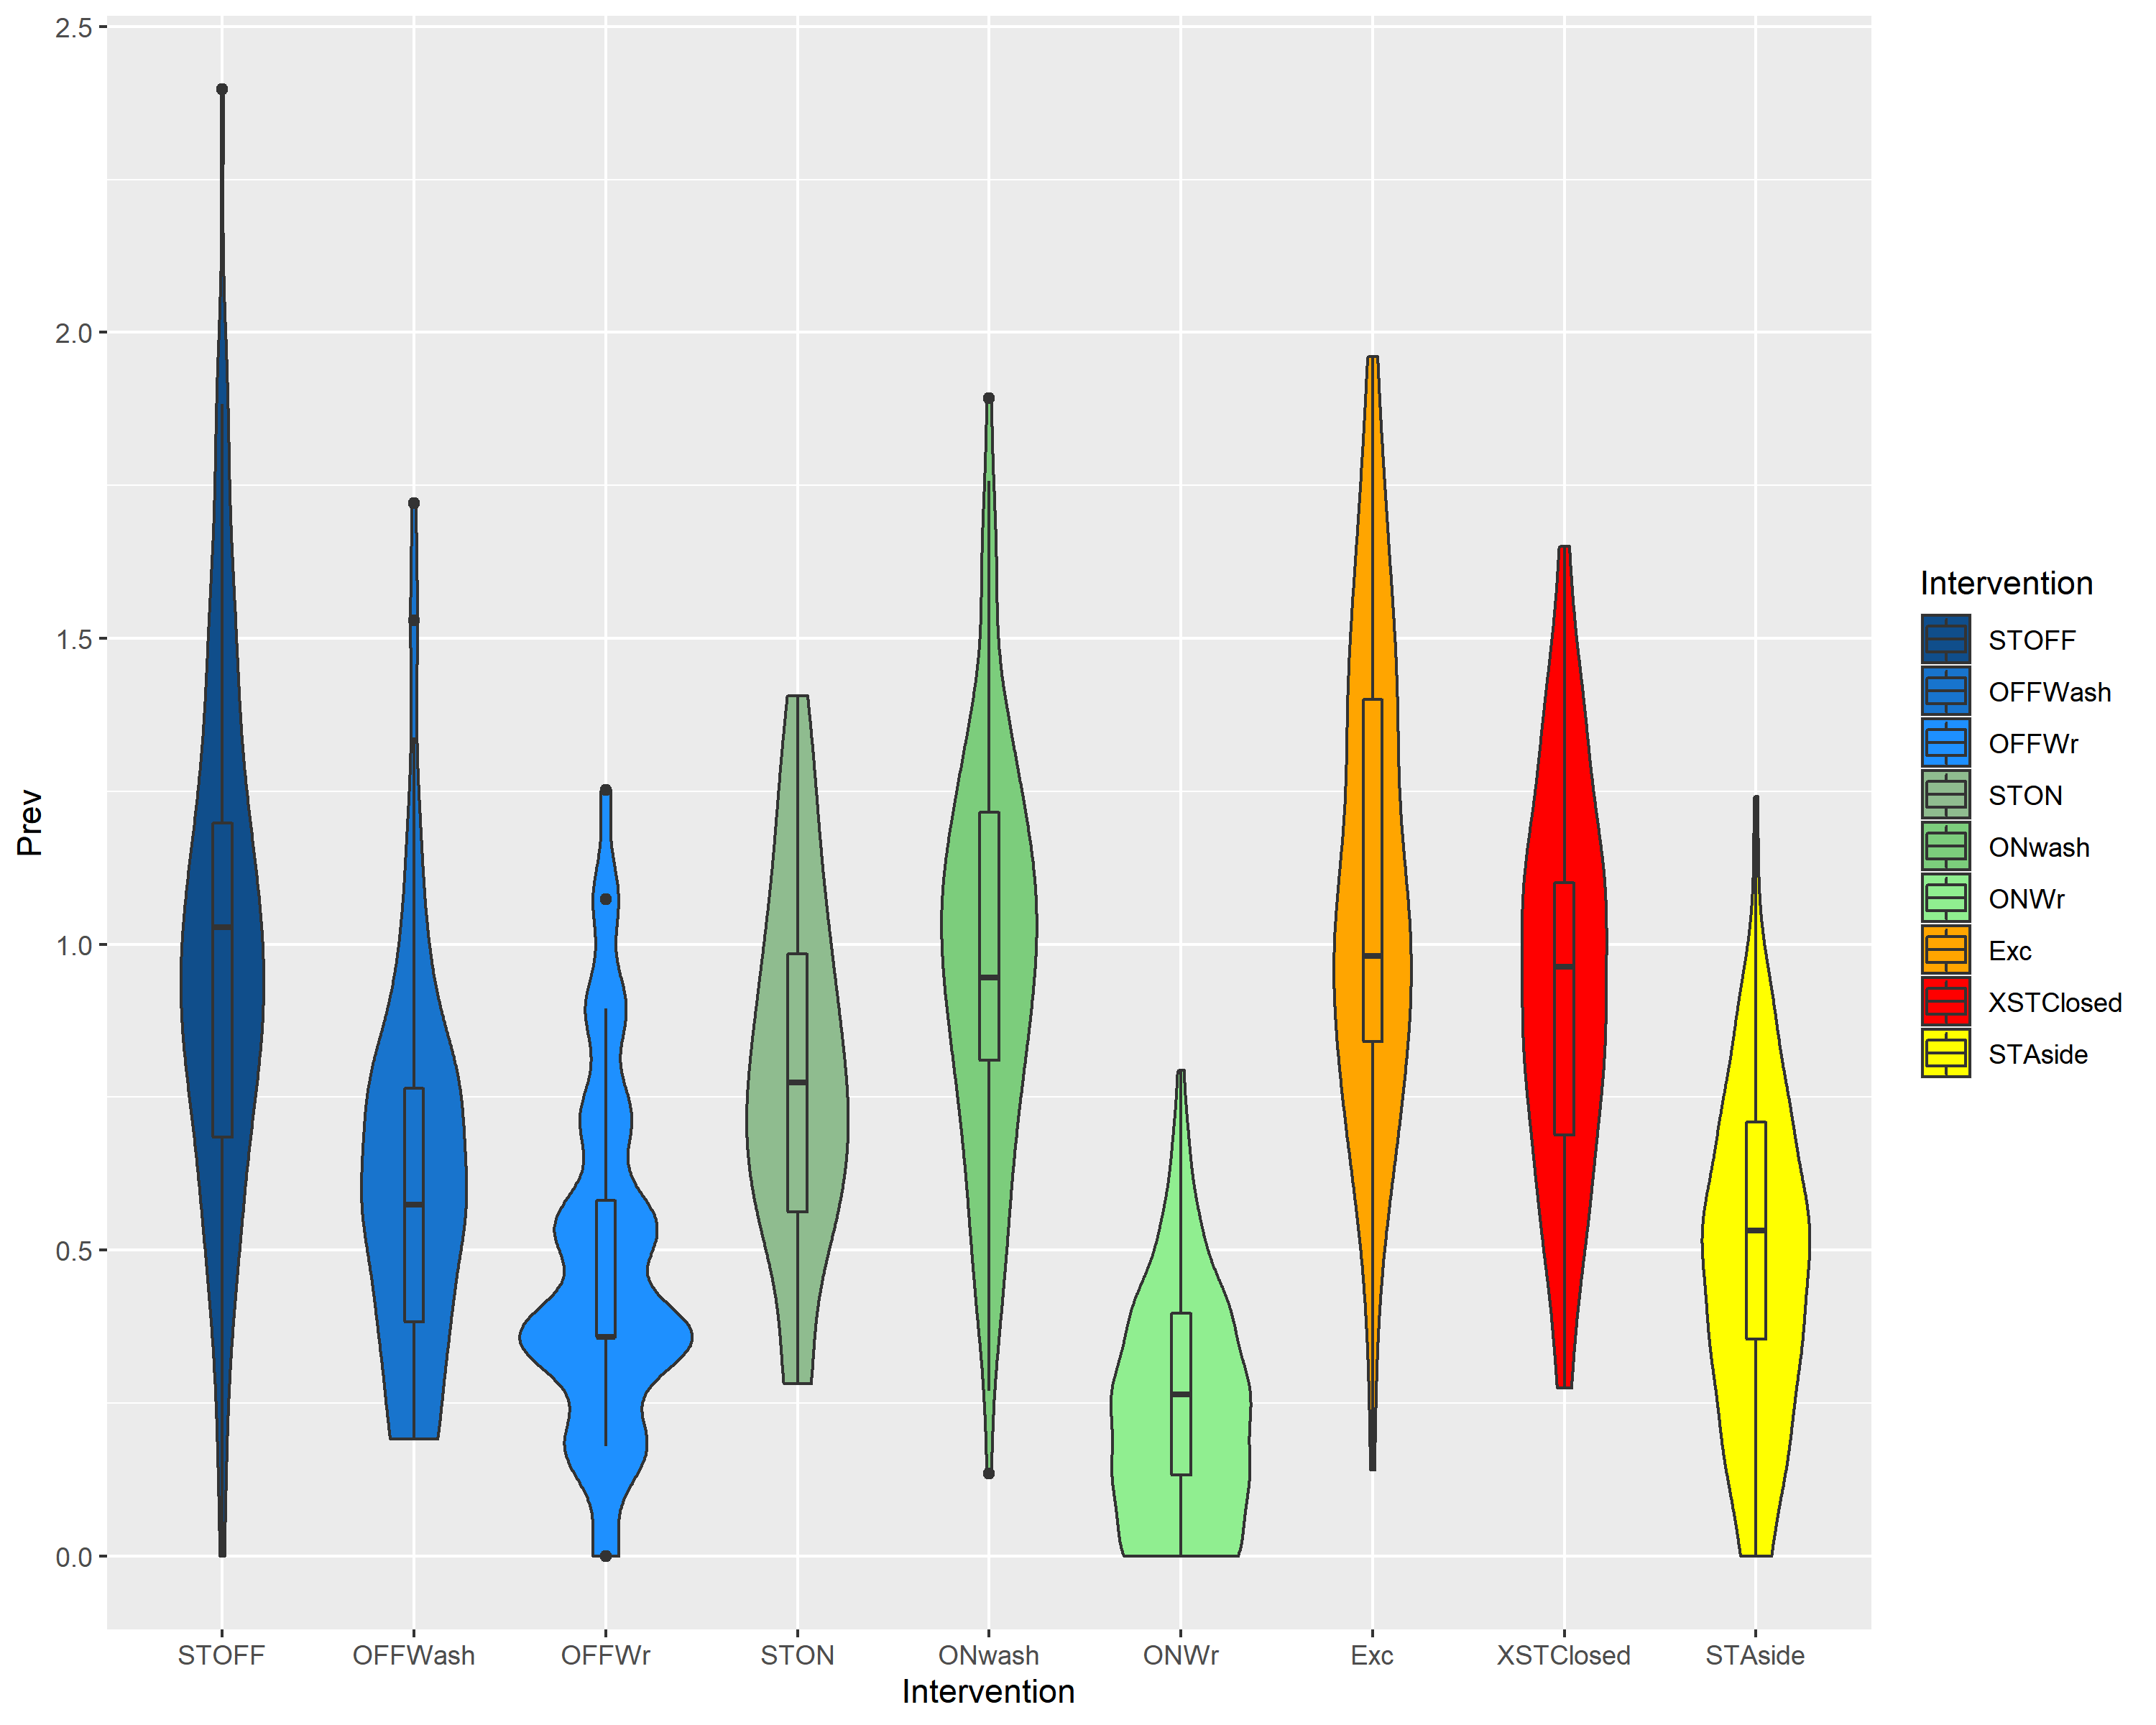 2.5
2.0
1.5
1.0
0.5
0.0
Prev
STOFF OFFWash OFFWr STON ONwash ONWr Exc XSTClosed STAside
Intervention
Intervention
STOFF
OFFWash
OFFWr
STON
ONwash
ONWr
Exc
XSTClosed
STAside